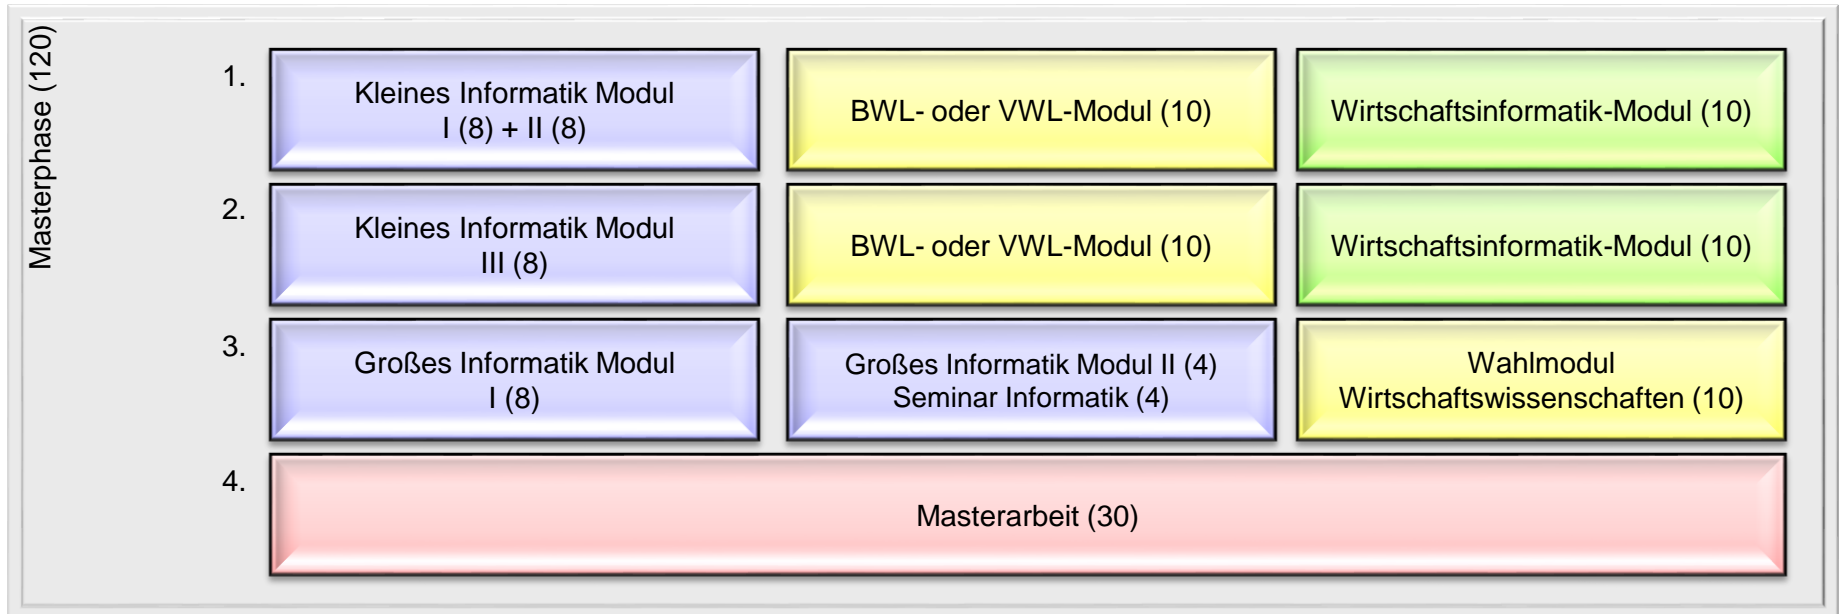 Masterphase (120)
1.
Kleines Informatik Modul
I (8) + II (8)
BWL- oder VWL-Modul (10)
Wirtschaftsinformatik-Modul (10)
2.
Kleines Informatik Modul
III (8)
BWL- oder VWL-Modul (10)
Wirtschaftsinformatik-Modul (10)
3.
Großes Informatik Modul
I (8)
Großes Informatik Modul II (4)
Seminar Informatik (4)
Wahlmodul
Wirtschaftswissenschaften (10)
4.
Masterarbeit (30)